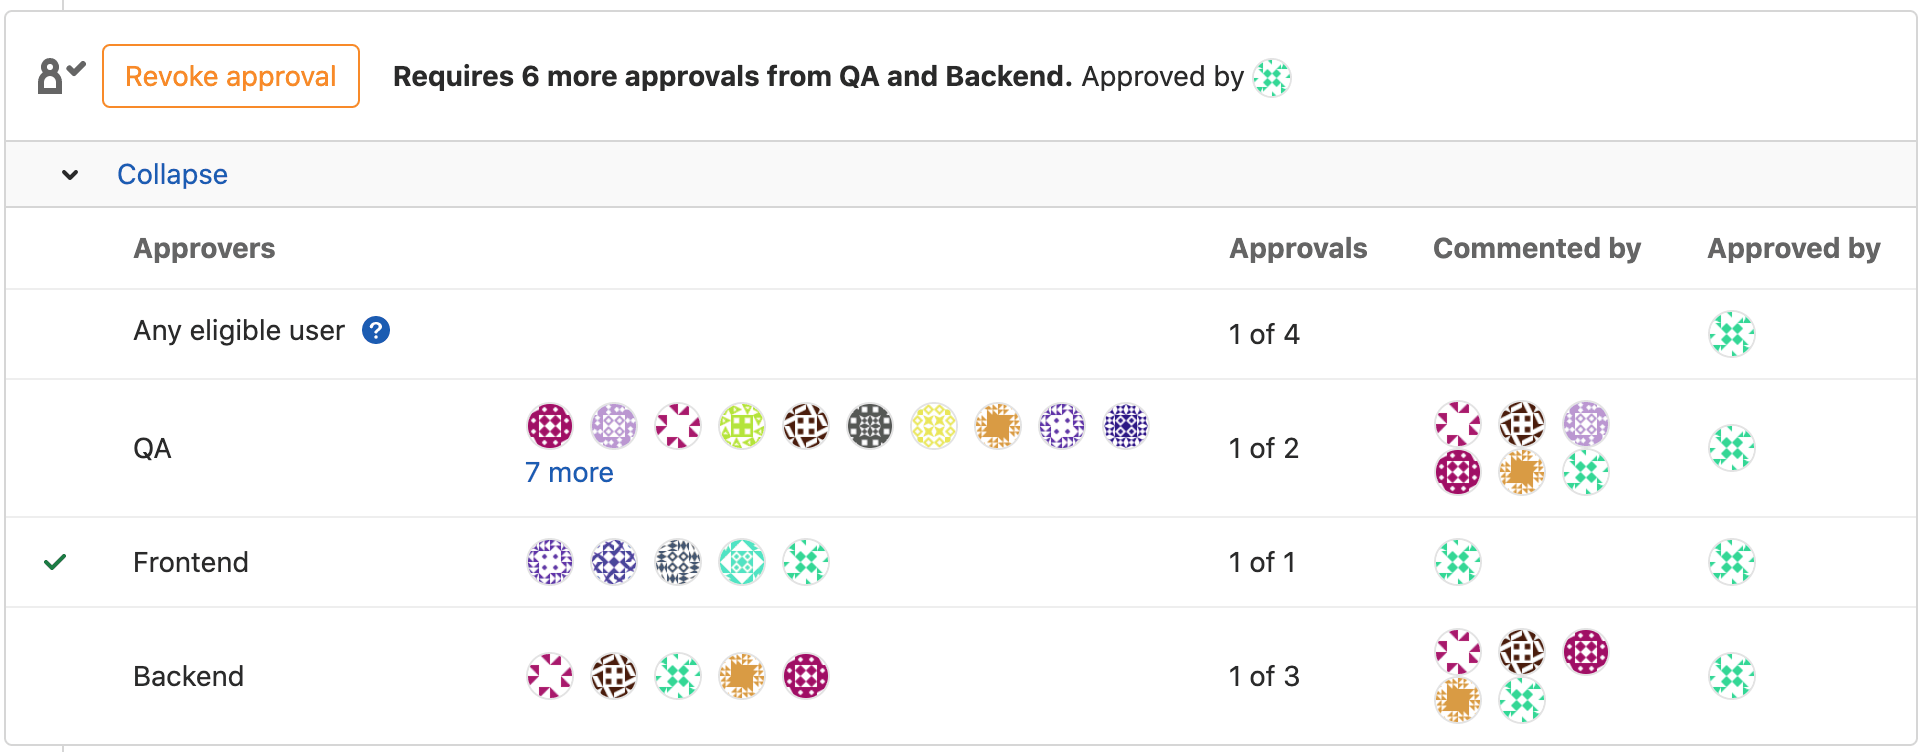 Revoke approval Requires 6 more approvals from QA and Backend. Approved by
Collapse
Approvers Approvals Commented by Approved by
Any eligible user ? 1 of 4
QA 1 of 2
7 more
Frontend 1 of 1
Backend 1 of 3